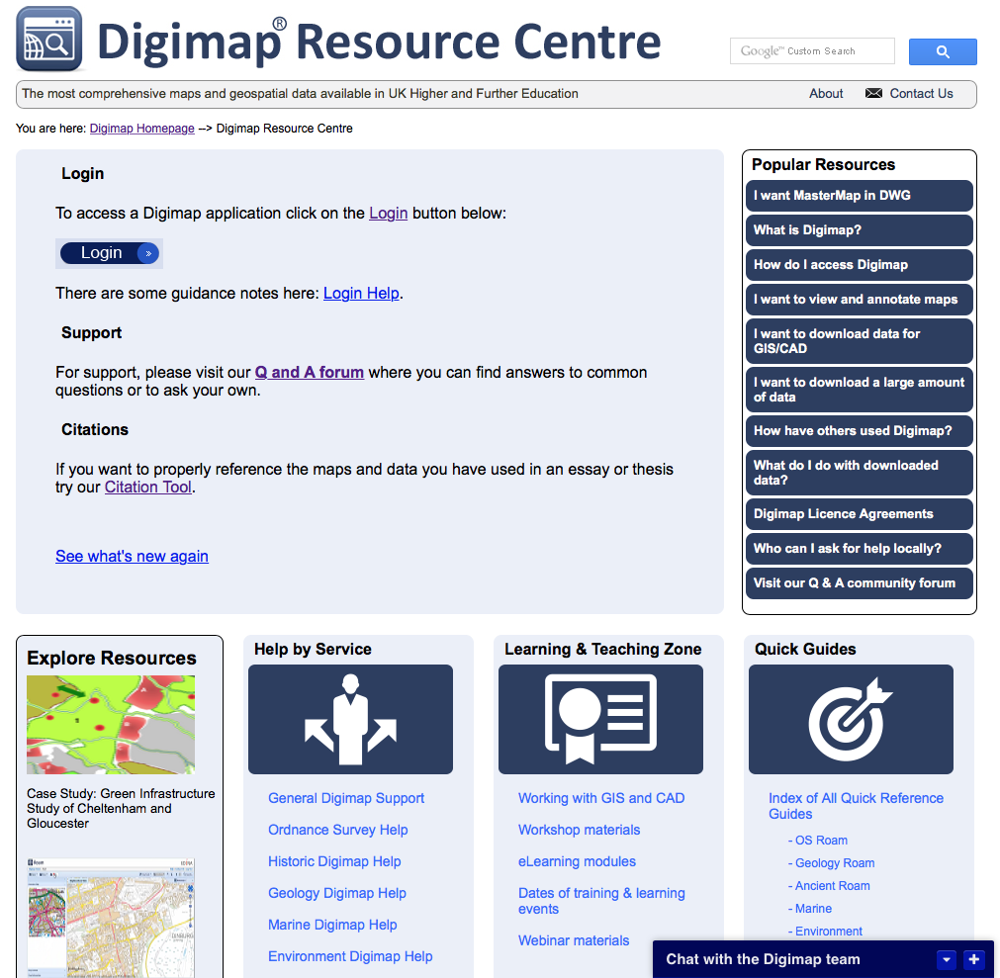 Digimap® Resource Centre
Google™ Custom Search
The most comprehensive maps and geospatial data available in UK Higher and Further Education
About
Contact Us
You are here: Digimap Homepage --> Digimap Resource Centre
Login
To access a Digimap application click on the Login button below:
Login »
There are some guidance notes here: Login Help.
Support
For support, please visit our Q and A forum where you can find answers to common
questions or to ask your own.
Citations
If you want to properly reference the maps and data you have used in an essay or thesis
try our Citation Tool.
See what's new again
Popular Resources
I want MasterMap in DWG
What is Digimap?
How do I access Digimap
I want to view and annotate maps
I want to download data for
GIS/CAD
I want to download a large amount
of data
How have others used Digimap?
What do I do with downloaded
data?
Digimap Licence Agreements
Who can I ask for help locally?
Visit our Q & A community forum
Explore Resources
Case Study: Green Infrastructure
Study of Cheltenham and
Gloucester
Roam
EDINA
Help by Service
General Digimap Support
Ordnance Survey Help
Historic Digimap Help
Geology Digimap Help
Marine Digimap Help
Environment Digimap Help
Learning & Teaching Zone
Working with GIS and CAD
Workshop materials
eLearning modules
Dates of training & learning
events
Webinar materials
Quick Guides
Index of All Quick Reference
Guides
- OS Roam
- Geology Roam
- Ancient Roam
- Marine
- Environment
Chat with the Digimap team